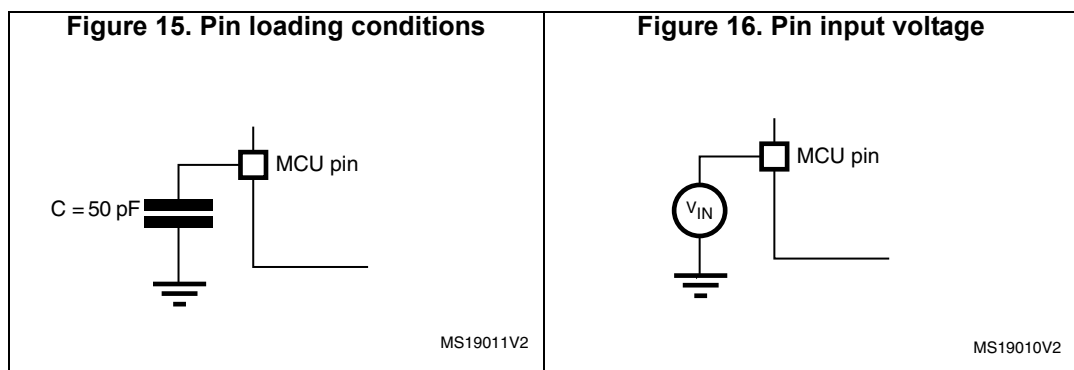 Figure 15. Pin loading conditions
MCU pin
C = 50 pF
MS19011V2
Figure 16. Pin input voltage
MCU pin
VIN
MS19010V2